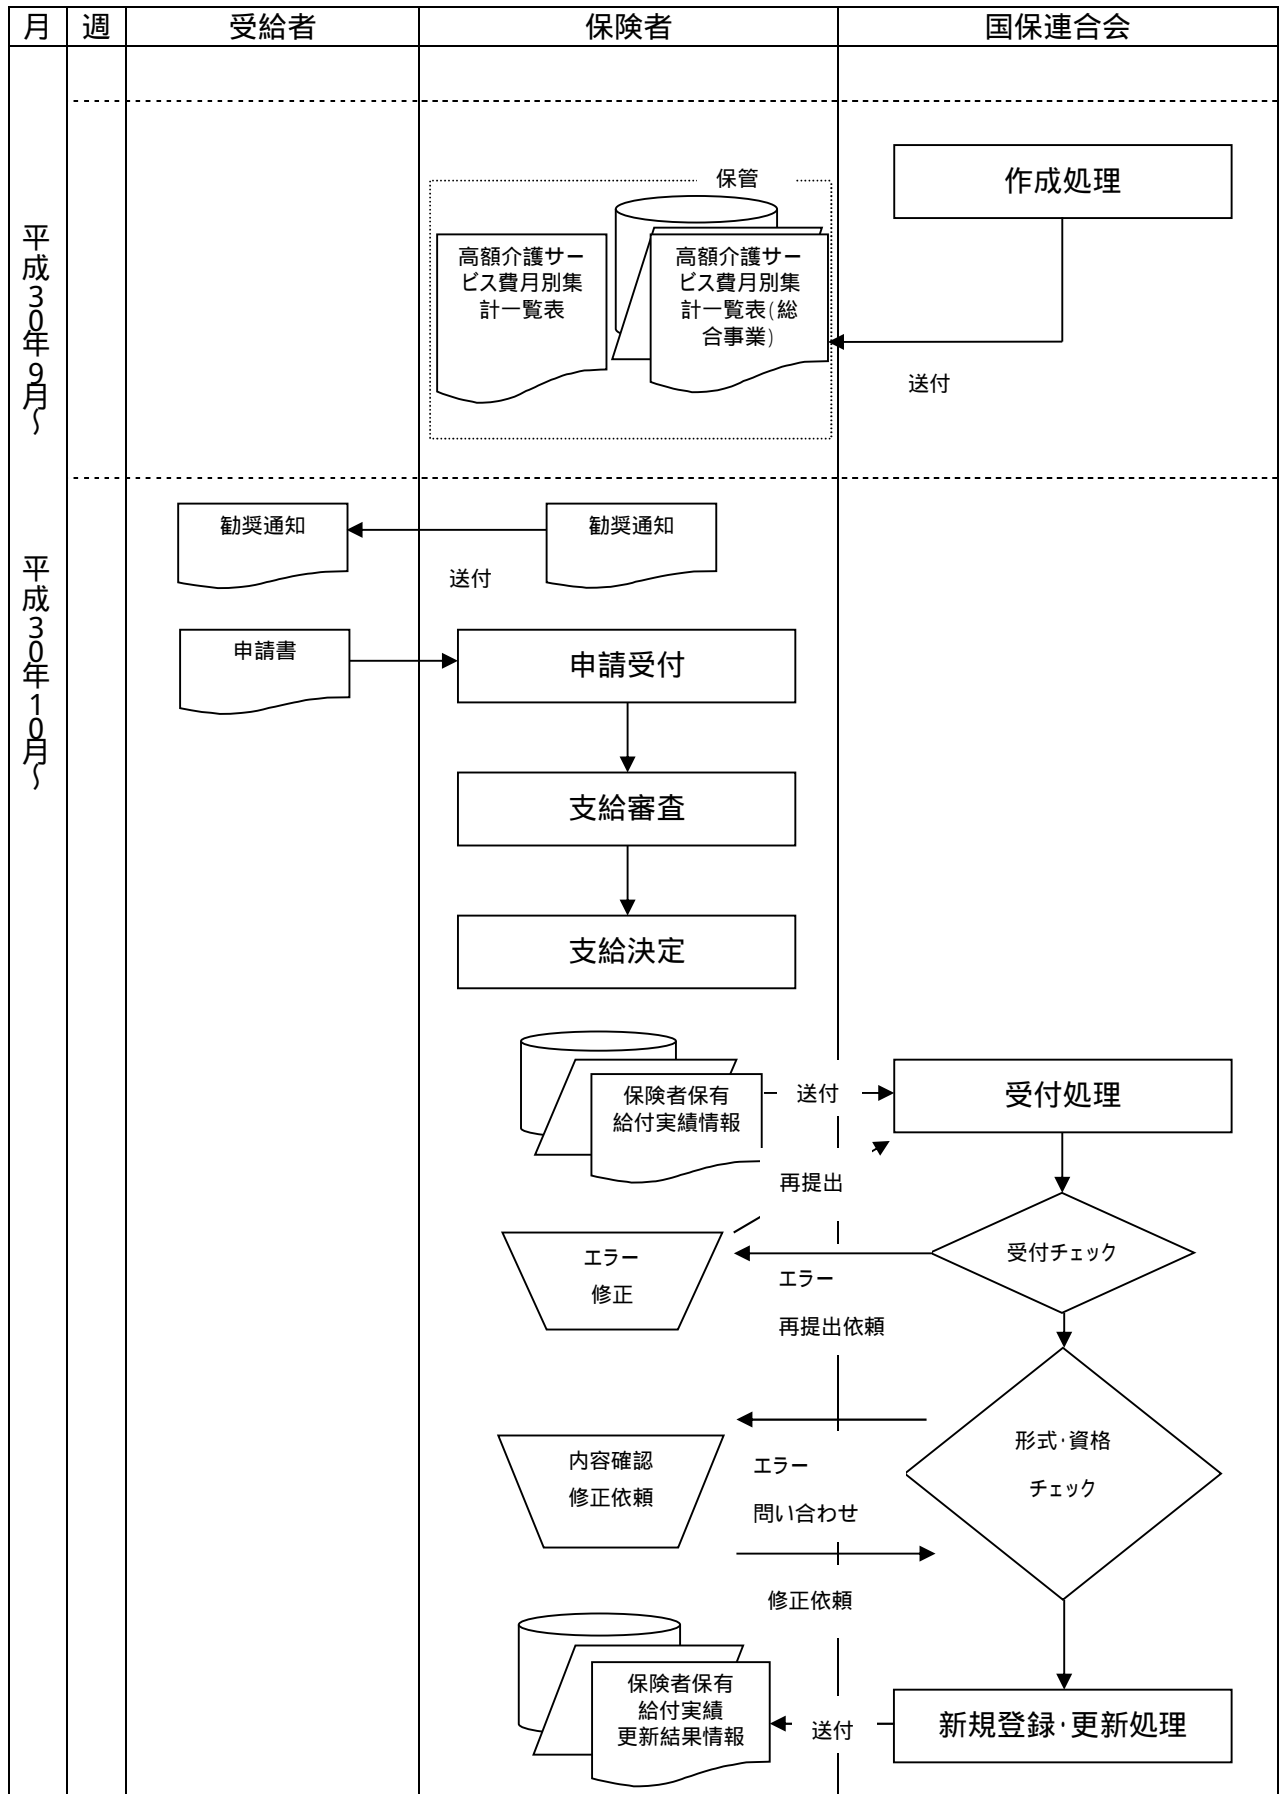 月 週 受給者 保険者 国保連合会
平成30年9月～
保管
作成処理
高額介護サー
ビス費月別集
計一覧表
高額介護サー
ビス費月別集
計一覧表(総
合事業)
送付
平成30年10月～
勧奨通知
勧奨通知
送付
申請書
申請受付
支給審査
支給決定
保険者保有
給付実績情報
送付
受付処理
再提出
受付チェック
エラー
修正
エラー
再提出依頼
形式・資格
チェック
内容確認
修正依頼
エラー
問い合わせ
修正依頼
保険者保有
給付実績
更新結果情報
送付
新規登録・更新処理